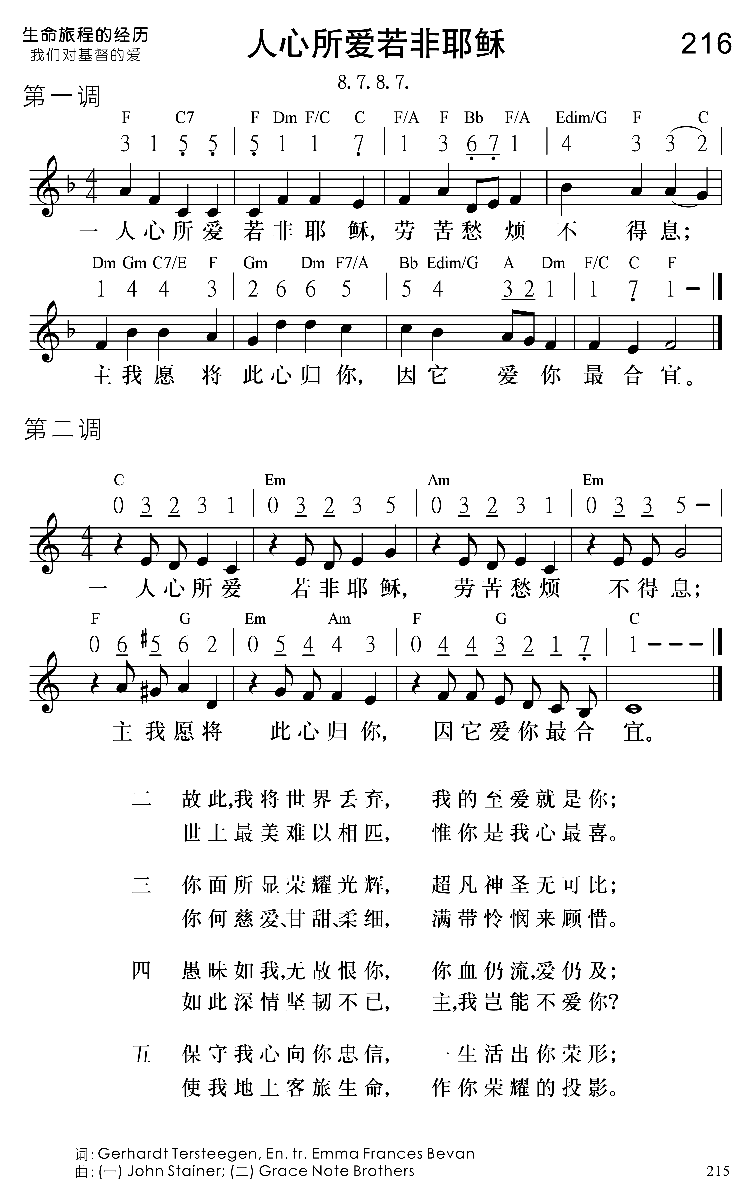 生命旅程的经历
我们对基督的爱
人心所爱若非耶稣
216
8. 7. 8. 7.
第一调
F C7 F Dm F/C C F/A F Bb F/A Edim/G F C
3 1 5 5 | 5 1 1 7 | 1 3 6 7 1 | 4 3 3 2 |
4 4
一 人心所爱若非耶稣,劳苦愁烦不得息;
Dm Gm C7/E F Gm Dm F7/A Bb Edim/G A Dm F/C C F
1 4 4 3 | 2 6 6 5 | 5 4 3 2 1 | 1 7 1 – ‖
主我愿将此心归你,因它爱你最合宜。
第二调
C Em Am Em
0 3 2 3 1 | 0 3 2 3 5 | 0 3 2 3 1 | 0 3 3 5 – |
4 4
一 人心所爱若非耶稣,劳苦愁烦不得息;
F G Em Am F G C
0 6 #5 6 2 | 0 5 4 4 3 | 0 4 4 3 2 1 7 | 1 – – – ‖
主我愿将此心归你,因它爱你最合宜。
二 故此,我将世界丢弃, 我的至爱就是你;
世上最美难以相匹, 惟你是我心最喜。
三 你面所显荣耀光辉, 超凡神圣无可比;
你何慈爱、甘甜、柔细, 满带怜悯来顾惜。
四 愚昧如我,无故恨你, 你血仍流,爱仍及;
如此深情坚韧不已, 主,我岂能不爱你?
五 保守我心向你忠信, 一生活出你荣形;
使我地上客旅生命, 作你荣耀的投影。
词: Gerhardt Tersteegen, En. tr. Emma Frances Bevan
曲: (一) John Stainer; (二) Grace Note Brothers
215